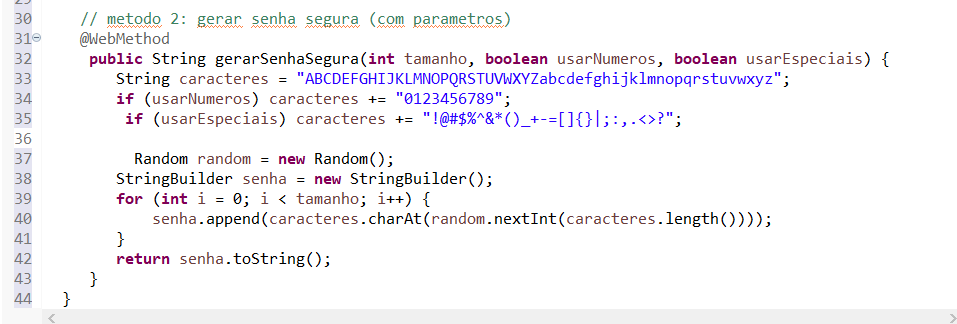 29
30 // metodo 2: gerar senha segura (com parametros)
31 @WebMethod
32 public String gerarSenhaSegura(int tamanho, boolean usarNumeros, boolean usarEspeciais) {
33 String caracteres = "ABCDEFGHIJKLMNOPQRSTUVWXYZabcdefghijklmnopqrstuvwxyz";
34 if (usarNumeros) caracteres += "0123456789";
35 if (usarEspeciais) caracteres += "!@#$%^&*()_+-=[]{}|;:,.<>?";
36
37 Random random = new Random();
38 StringBuilder senha = new StringBuilder();
39 for (int i = 0; i < tamanho; i++) {
40 senha.append(caracteres.charAt(random.nextInt(caracteres.length())));
41 }
42 return senha.toString();
43 }
44 }